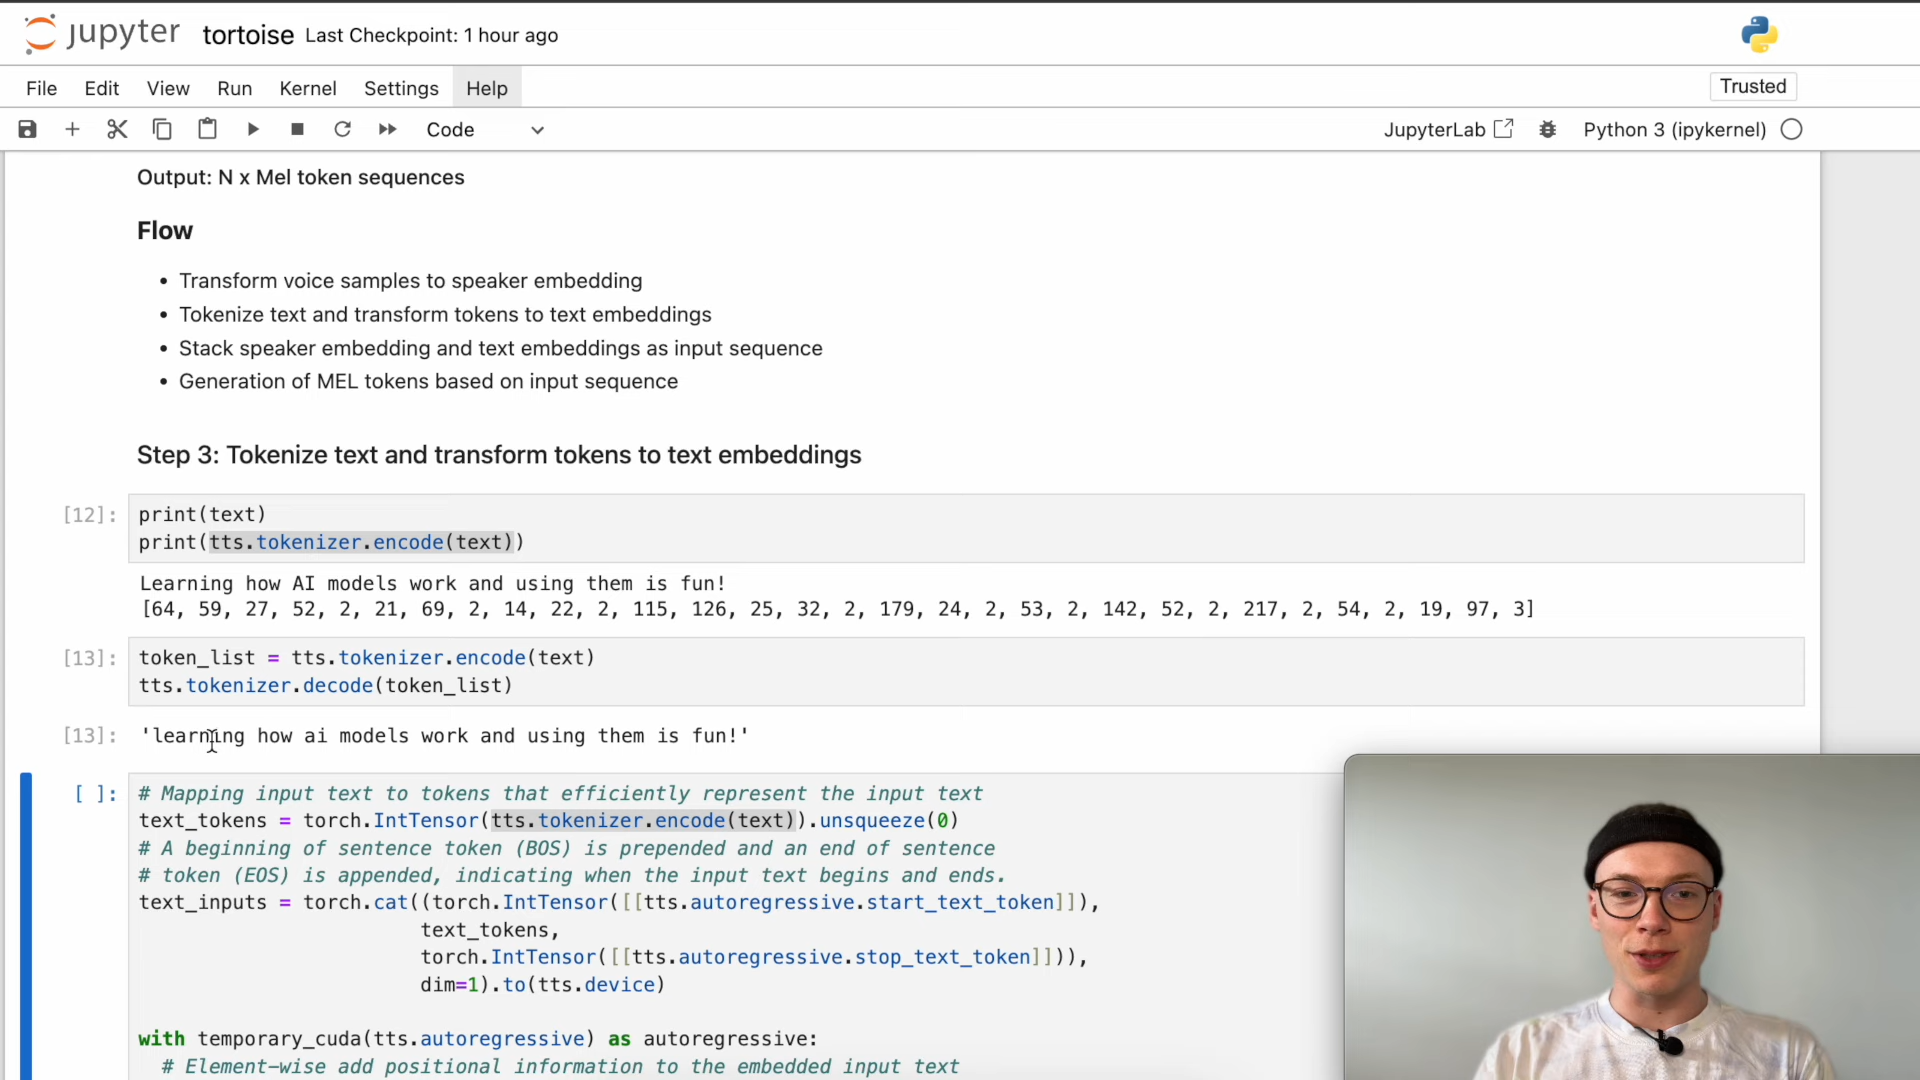 jupyter tortoise Last Checkpoint: 1 hour ago
File Edit View Run Kernel Settings Help Trusted
Code JupyterLab Python 3 (ipykernel)
Output: N x Mel token sequences
Flow
• Transform voice samples to speaker embedding
• Tokenize text and transform tokens to text embeddings
• Stack speaker embedding and text embeddings as input sequence
• Generation of MEL tokens based on input sequence
Step 3: Tokenize text and transform tokens to text embeddings
[12]: print(text)
print(tts.tokenizer.encode(text))
Learning how AI models work and using them is fun!
[64, 59, 27, 52, 2, 21, 69, 2, 14, 22, 2, 115, 126, 25, 32, 2, 179, 24, 2, 53, 2, 142, 52, 2, 217, 2, 54, 2, 19, 97, 3]
[13]: token_list = tts.tokenizer.encode(text)
tts.tokenizer.decode(token_list)
[13]: 'learning how ai models work and using them is fun!'
[ ]: # Mapping input text to tokens that efficiently represent the input text
text_tokens = torch.IntTensor(tts.tokenizer.encode(text)).unsqueeze(0)
# A beginning of sentence token (BOS) is prepended and an end of sentence
# token (EOS) is appended, indicating when the input text begins and ends.
text_inputs = torch.cat((torch.IntTensor([[tts.autoregressive.start_text_token]]),
text_tokens,
torch.IntTensor([[tts.autoregressive.stop_text_token]])),
dim=1).to(tts.device)
with temporary_cuda(tts.autoregressive) as autoregressive:
# Element-wise add positional information to the embedded input text